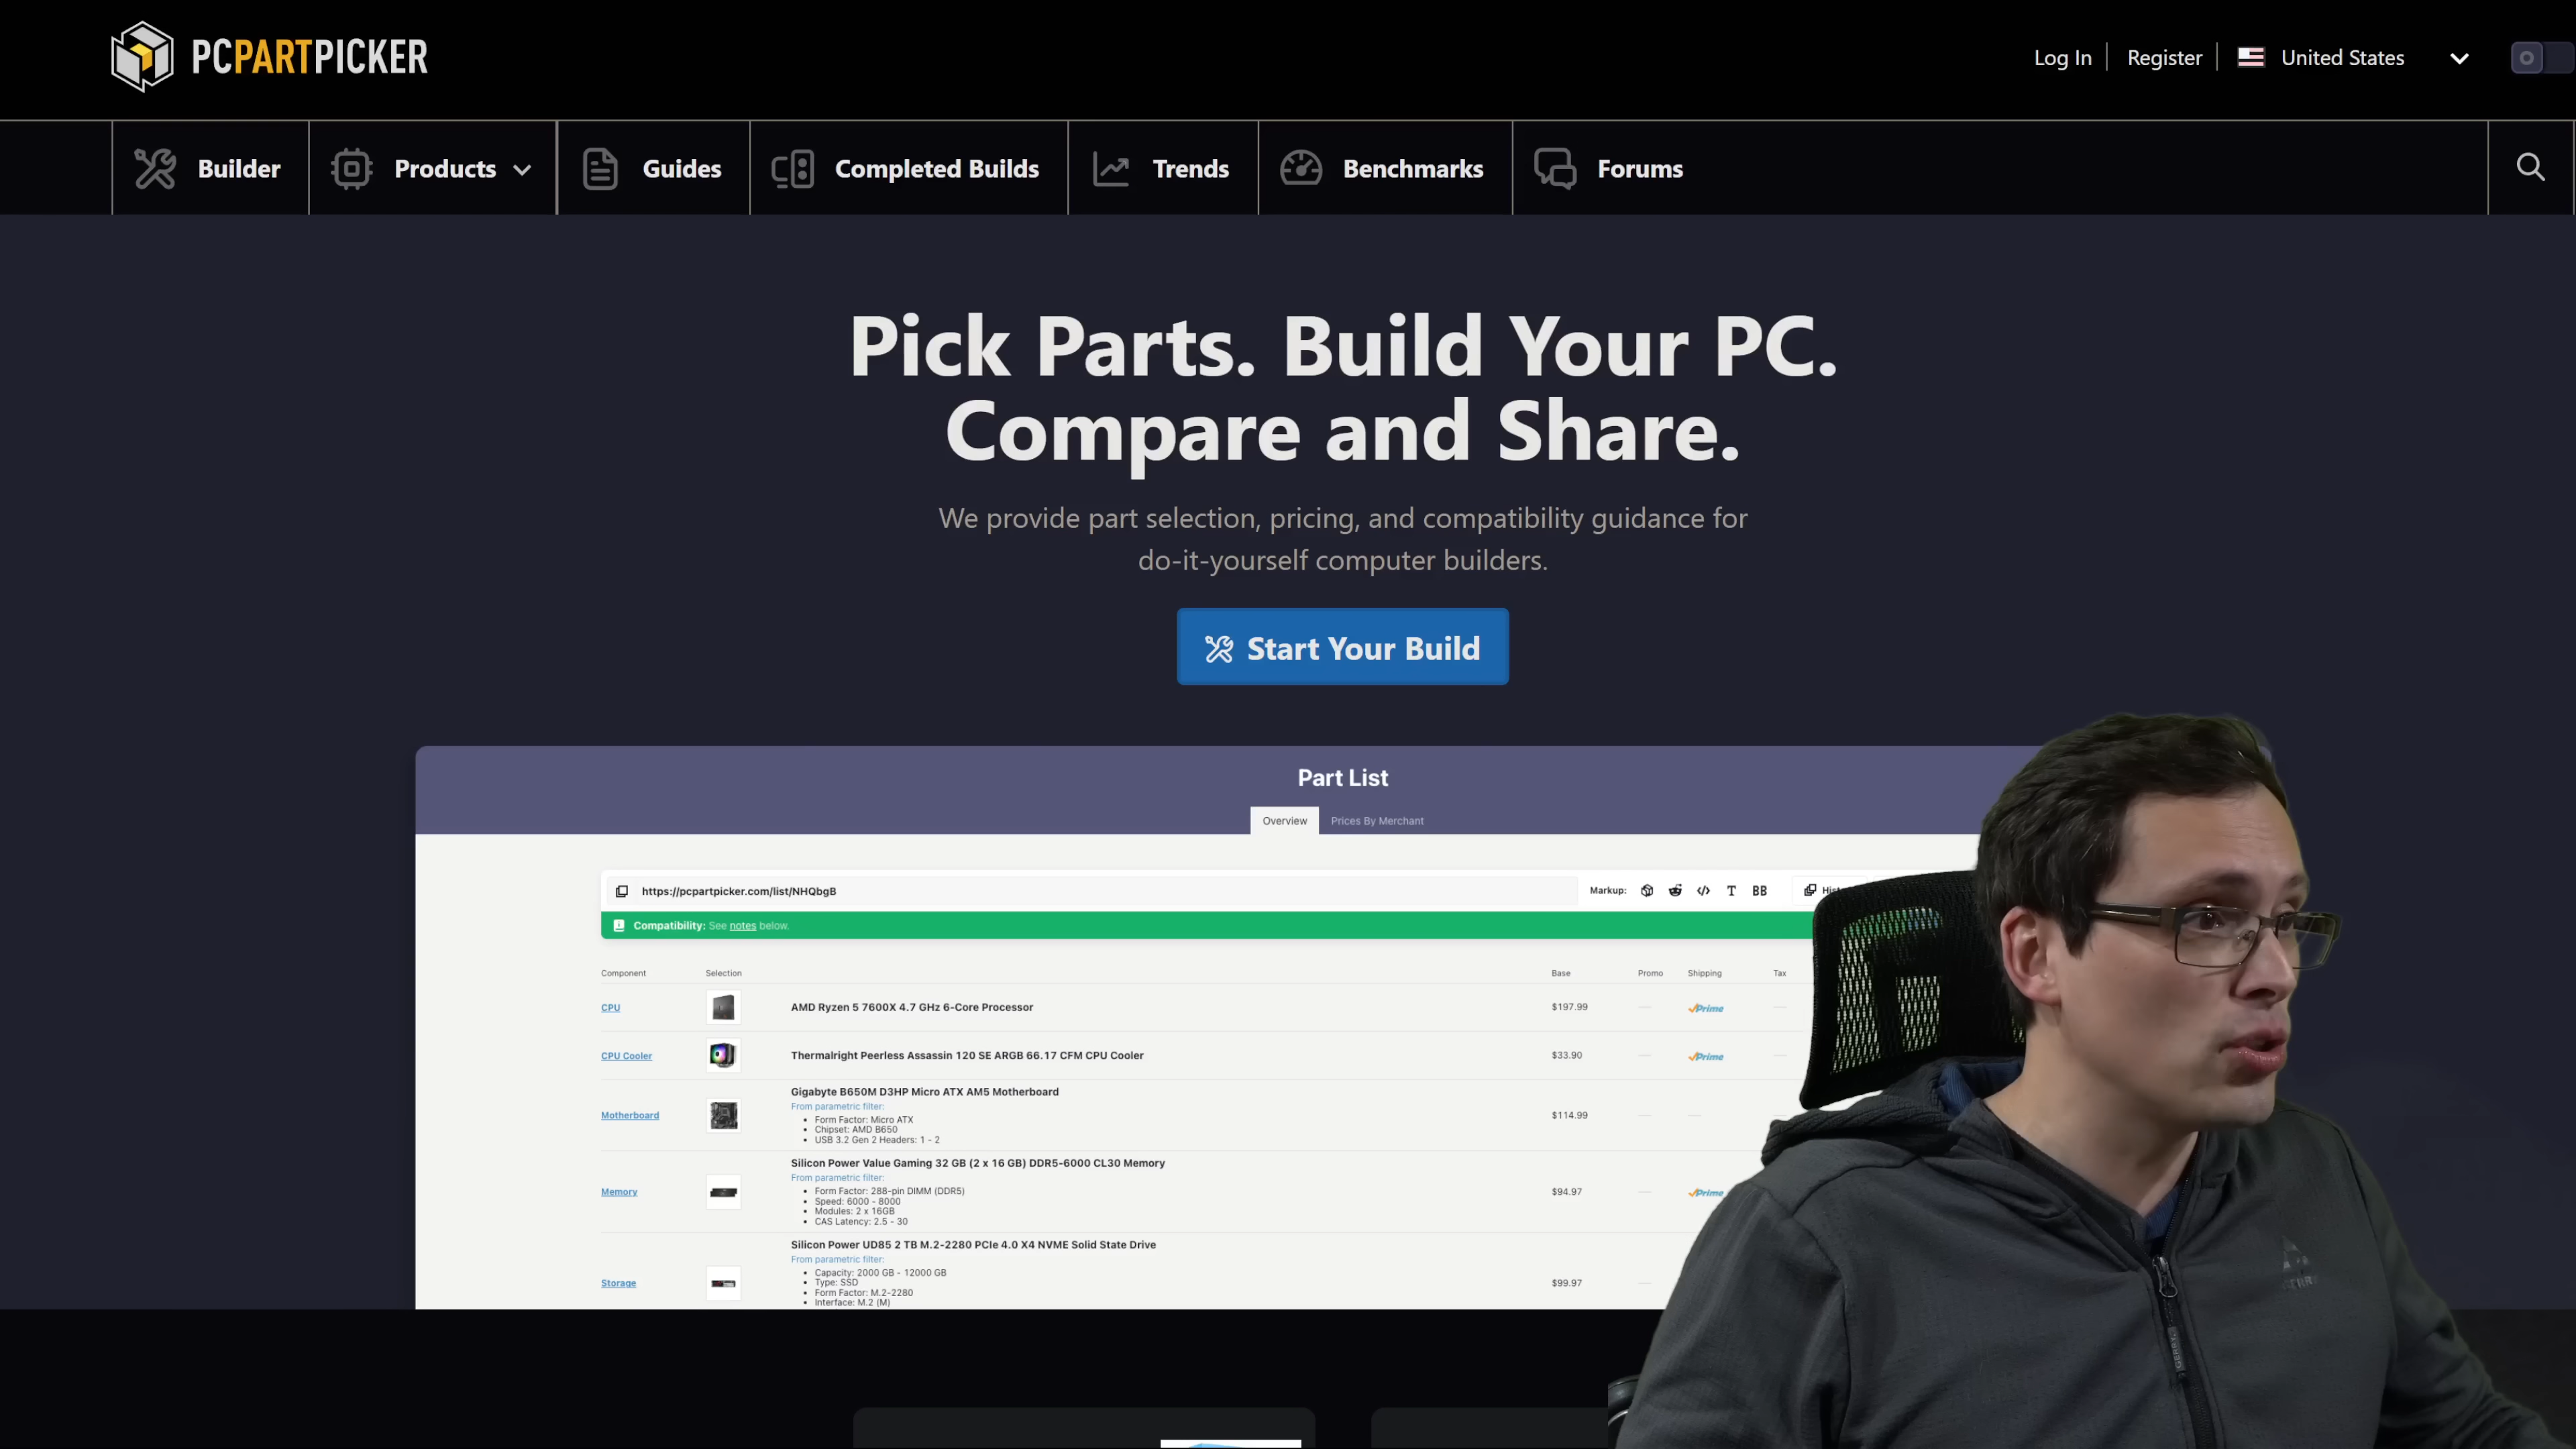 PCPARTPICKER
Log In
Register
United States
Builder
Products
Guides
Completed Builds
Trends
Benchmarks
Forums
Pick Parts. Build Your PC.
Compare and Share.
We provide part selection, pricing, and compatibility guidance for
do-it-yourself computer builders.
Start Your Build
Part List
Overview
Prices By Merchant
https://pcpartpicker.com/list/NHQbgB
Markup:
T
BB
Compatibility: See notes below.
Component Selection Base Promo Shipping Tax
CPU AMD Ryzen 5 7600X 4.7 GHz 6-Core Processor $197.99 Prime
CPU Cooler Thermalright Peerless Assassin 120 SE ARGB 66.17 CFM CPU Cooler $33.90 Prime
Gigabyte B650M D3HP Micro ATX AM5 Motherboard
From parametric filter:
Motherboard $114.99
• Form Factor: Micro ATX
• Chipset: AMD B650
• USB 3.2 Gen 2 Headers: 1 - 2
Silicon Power Value Gaming 32 GB (2 x 16 GB) DDR5-6000 CL30 Memory
From parametric filter:
Memory $94.97 Prime
• Form Factor: 288-pin DIMM (DDR5)
• Speed: 6000 - 8000
• Modules: 2 x 16GB
• CAS Latency: 2.5 - 30
Silicon Power UD85 2 TB M.2-2280 PCIe 4.0 X4 NVME Solid State Drive
From parametric filter:
Storage $99.97
• Capacity: 2000 GB - 12000 GB
• Type: SSD
• Form Factor: M.2-2280
• Interface: M.2 (M)